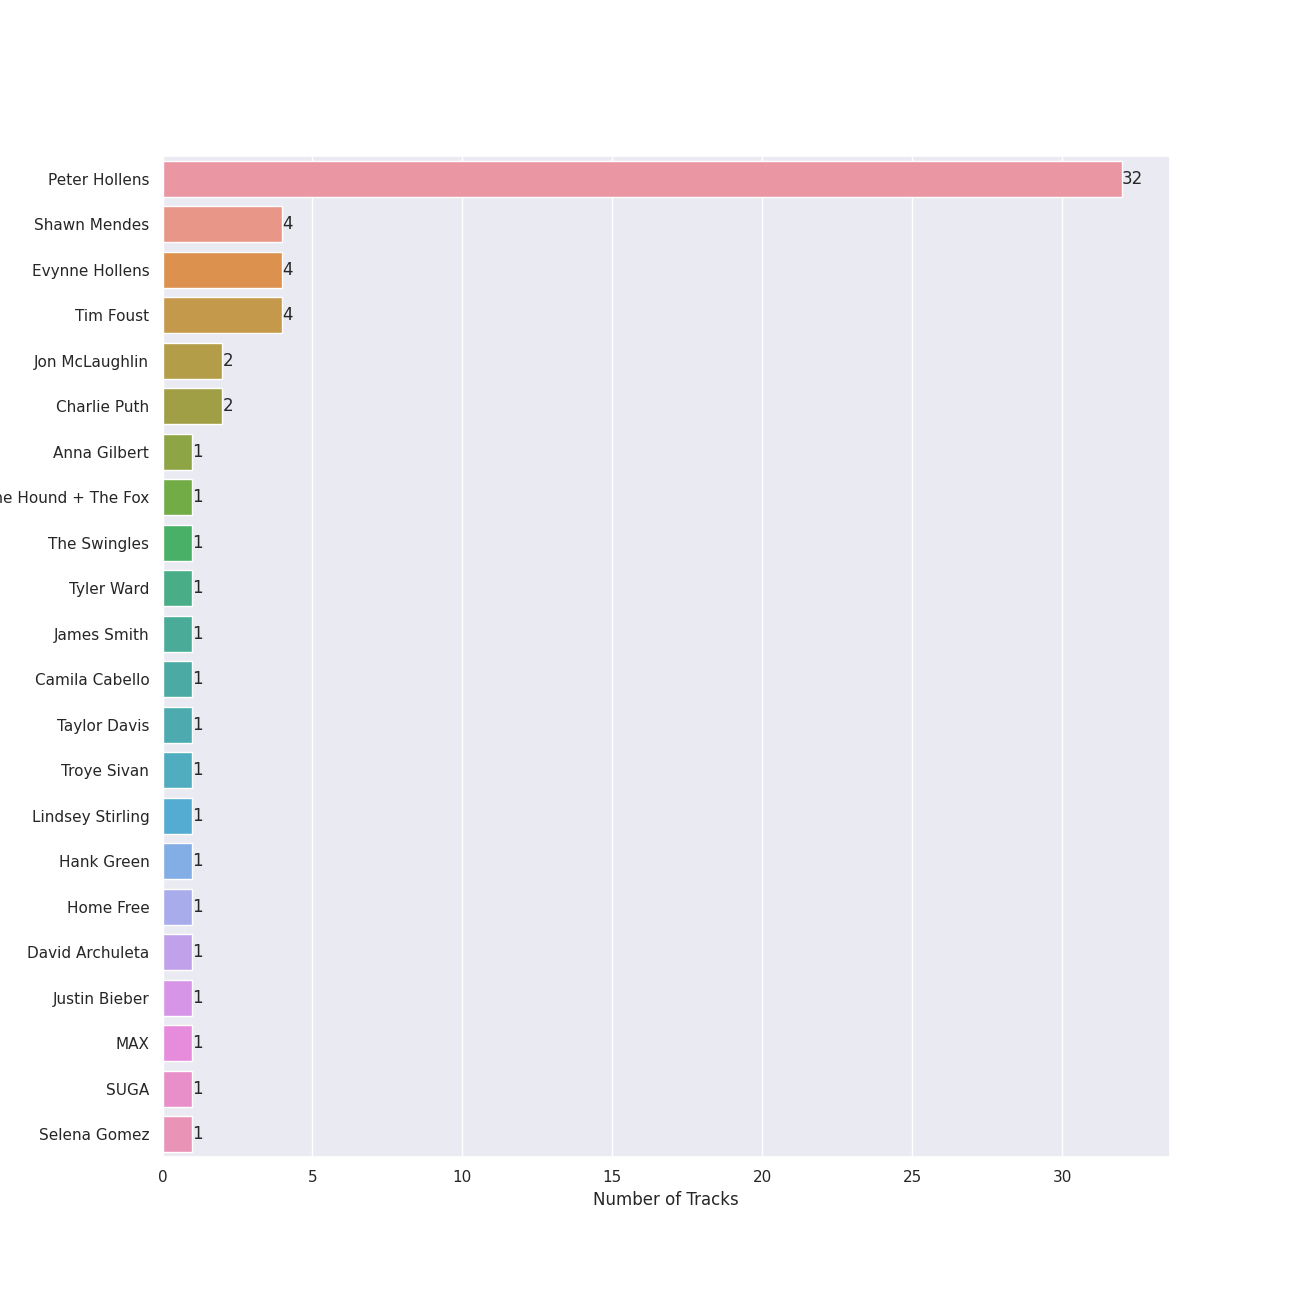 Peter Hollens 32
Shawn Mendes 4
Evynne Hollens 4
Tim Foust 4
Jon McLaughlin 2
Charlie Puth 2
Anna Gilbert 1
he Hound + The Fox 1
The Swingles 1
Tyler Ward 1
James Smith 1
Camila Cabello 1
Taylor Davis 1
Troye Sivan 1
Lindsey Stirling 1
Hank Green 1
Home Free 1
David Archuleta 1
Justin Bieber 1
MAX 1
SUGA 1
Selena Gomez 1
0 5 10 15 20 25 30
Number of Tracks